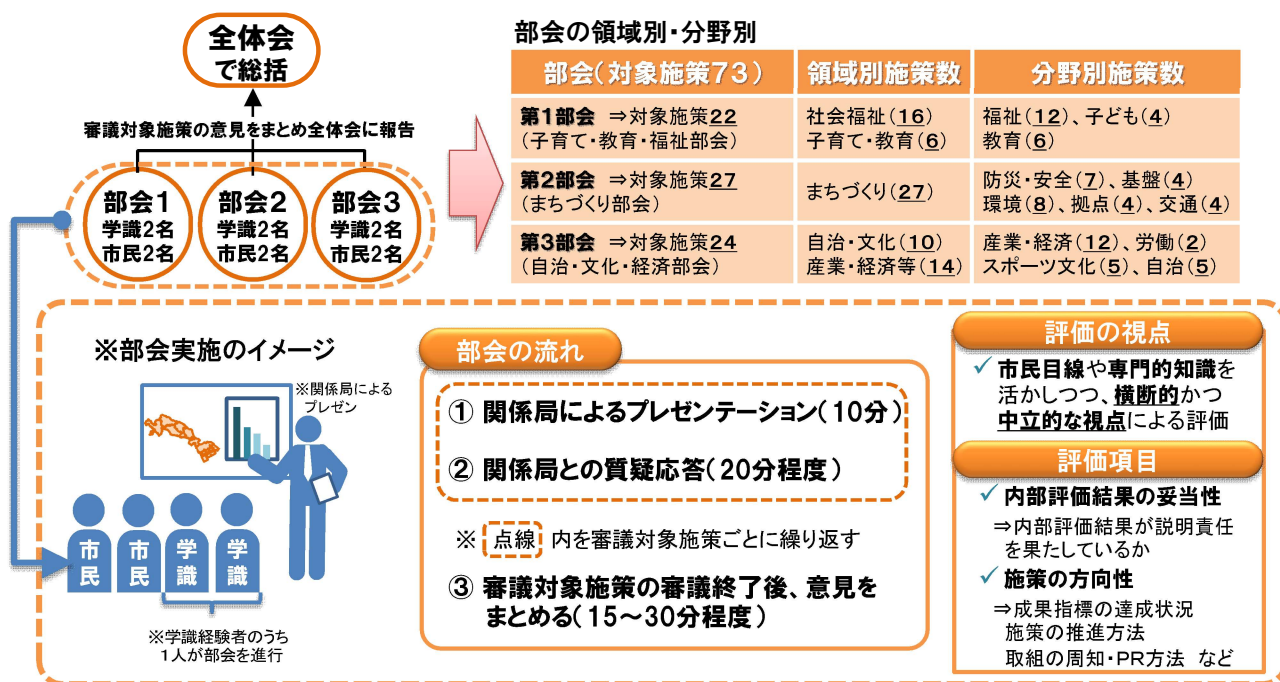 全体会
で総括
審議対象施策の意見をまとめ全体会に報告
部会1
学識2名
市民2名
部会2
学識2名
市民2名
部会3
学識2名
市民2名
部会の領域別・分野別
部会(対象施策73)
領域別施策数
分野別施策数
第1部会 ⇒対象施策22
(子育て・教育・福祉部会)
社会福祉(16)
子育て・教育(6)
福祉(12)、子ども(4)
教育(6)
第2部会 ⇒対象施策27
(まちづくり部会)
まちづくり(27)
防災・安全(7)、基盤(4)
環境(8)、拠点(4)、交通(4)
第3部会 ⇒対象施策24
(自治・文化・経済部会)
自治・文化(10)
産業・経済等(14)
産業・経済(12)、労働(2)
スポーツ文化(5)、自治(5)
※部会実施のイメージ
※関係局による
プレゼン
市民
市民
学識
学識
※学識経験者のうち
1人が部会を進行
部会の流れ
① 関係局によるプレゼンテーション(10分)
② 関係局との質疑応答(20分程度)
※ 点線 内を審議対象施策ごとに繰り返す
③ 審議対象施策の審議終了後、意見を
まとめる(15~30分程度)
評価の視点
✓ 市民目線や専門的知識を
活かしつつ、横断的かつ
中立的な視点による評価
評価項目
✓ 内部評価結果の妥当性
⇒内部評価結果が説明責任
を果たしているか
✓ 施策の方向性
⇒成果指標の達成状況
施策の推進方法
取組の周知・PR方法 など